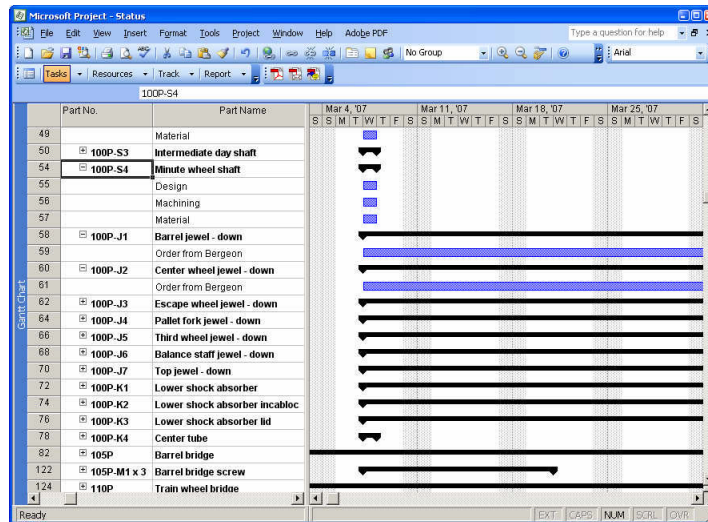 Microsoft Project - Status
File Edit View Insert Format Tools Project Window Help Adobe PDF Type a question for help
No Group Arial
Tasks Resources Track Report
100P-S4
Part No. Part Name Mar 4, '07 Mar 11, '07 Mar 18, '07 Mar 25, '07
S S M T W T F S S M T W T F S S M T W T F S S M T W T F S
49 Material
50 100P-S3 Intermediate day shaft
54 100P-S4 Minute wheel shaft
55 Design
56 Machining
57 Material
58 100P-J1 Barrel jewel - down
59 Order from Bergeon
60 100P-J2 Center wheel jewel - down
61 Order from Bergeon
62 100P-J3 Escape wheel jewel - down
64 100P-J4 Pallet fork jewel - down
66 100P-J5 Third wheel jewel - down
68 100P-J6 Balance staff jewel - down
70 100P-J7 Top jewel - down
72 100P-K1 Lower shock absorber
74 100P-K2 Lower shock absorber incabloc
76 100P-K3 Lower shock absorber lid
78 100P-K4 Center tube
82 105P Barrel bridge
122 105P-M1 x 3 Barrel bridge screw
124 110P Train wheel bridge
Gantt Chart
Ready EXT CAPS NUM SCRL OVR